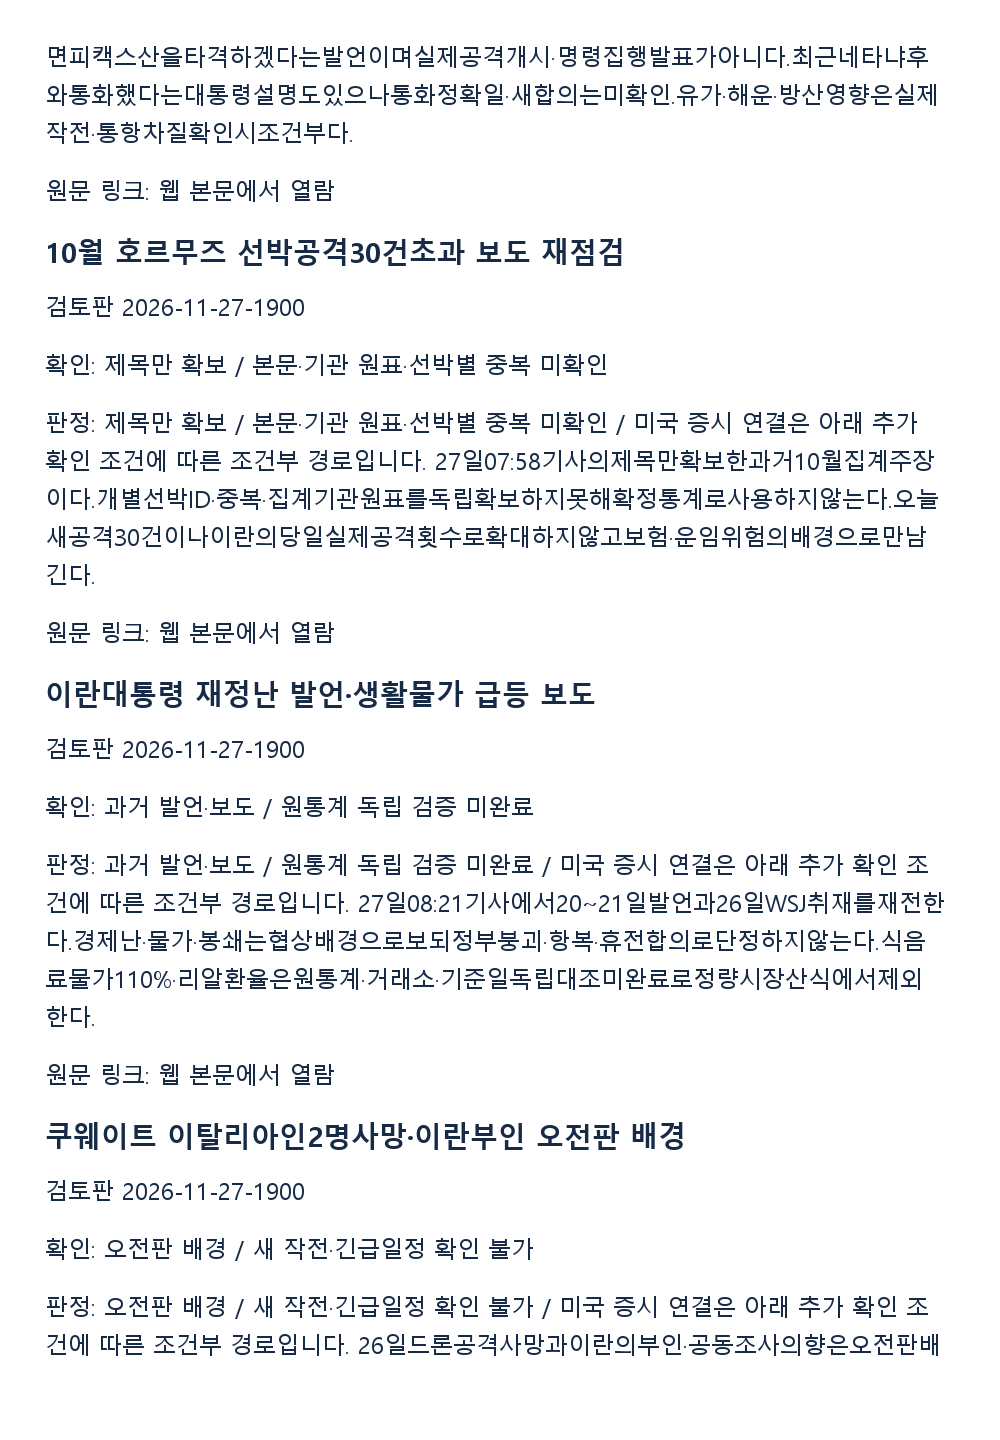 면피캑스산을타격하겠다는발언이며실제공격개시·명령집행발표가아니다.최근네타냐후
와통화했다는대통령설명도있으나통화정확일·새합의는미확인.유가·해운·방산영향은실제
작전·통항차질확인시조건부다.
원문 링크: 웹 본문에서 열람
10월 호르무즈 선박공격30건초과 보도 재점검
검토판 2026-11-27-1900
확인: 제목만 확보 / 본문·기관 원표·선박별 중복 미확인
판정: 제목만 확보 / 본문·기관 원표·선박별 중복 미확인 / 미국 증시 연결은 아래 추가
확인 조건에 따른 조건부 경로입니다. 27일07:58기사의제목만확보한과거10월집계주장
이다.개별선박ID·중복·집계기관원표를독립확보하지못해확정통계로사용하지않는다.오늘
새공격30건이나이란의당일실제공격횟수로확대하지않고보험·운임위험의배경으로만남
긴다.
원문 링크: 웹 본문에서 열람
이란대통령 재정난 발언·생활물가 급등 보도
검토판 2026-11-27-1900
확인: 과거 발언·보도 / 원통계 독립 검증 미완료
판정: 과거 발언·보도 / 원통계 독립 검증 미완료 / 미국 증시 연결은 아래 추가 확인 조
건에 따른 조건부 경로입니다. 27일08:21기사에서20~21일발언과26일WSJ취재를재전한
다.경제난·물가·봉쇄는협상배경으로보되정부붕괴·항복·휴전합의로단정하지않는다.식음
료물가110%·리알환율은원통계·거래소·기준일독립대조미완료로정량시장산식에서제외
한다.
원문 링크: 웹 본문에서 열람
쿠웨이트 이탈리아인2명사망·이란부인 오전판 배경
검토판 2026-11-27-1900
확인: 오전판 배경 / 새 작전·긴급일정 확인 불가
판정: 오전판 배경 / 새 작전·긴급일정 확인 불가 / 미국 증시 연결은 아래 추가 확인 조
건에 따른 조건부 경로입니다. 26일드론공격사망과이란의부인·공동조사의향은오전판배